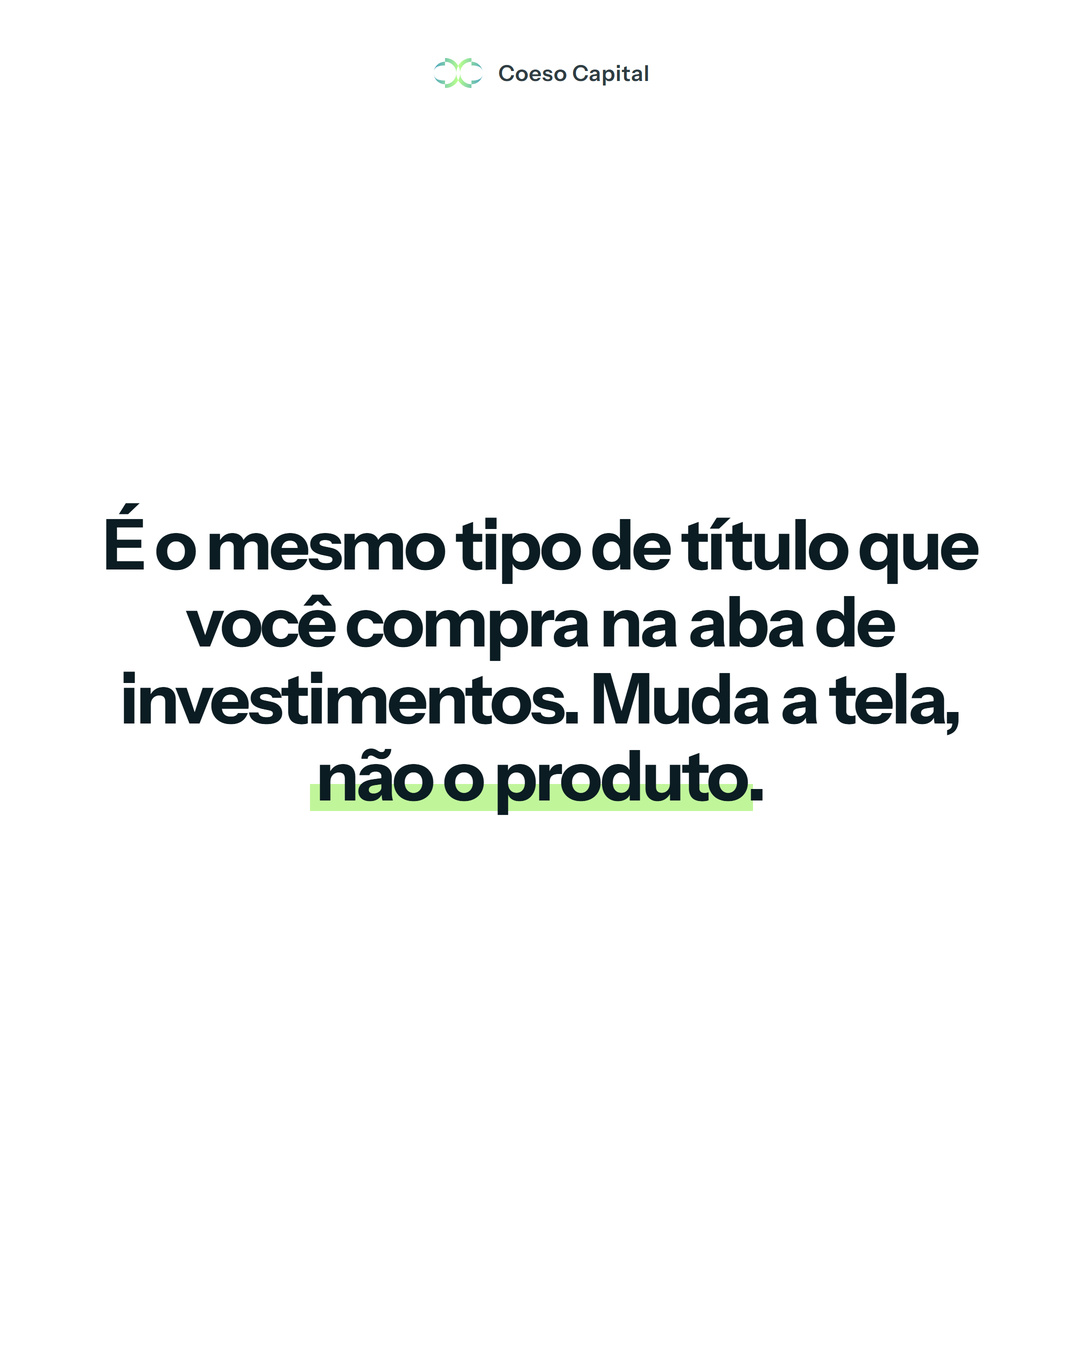 Coeso Capital
É o mesmo tipo de título que
você compra na aba de
investimentos. Muda a tela,
não o produto.